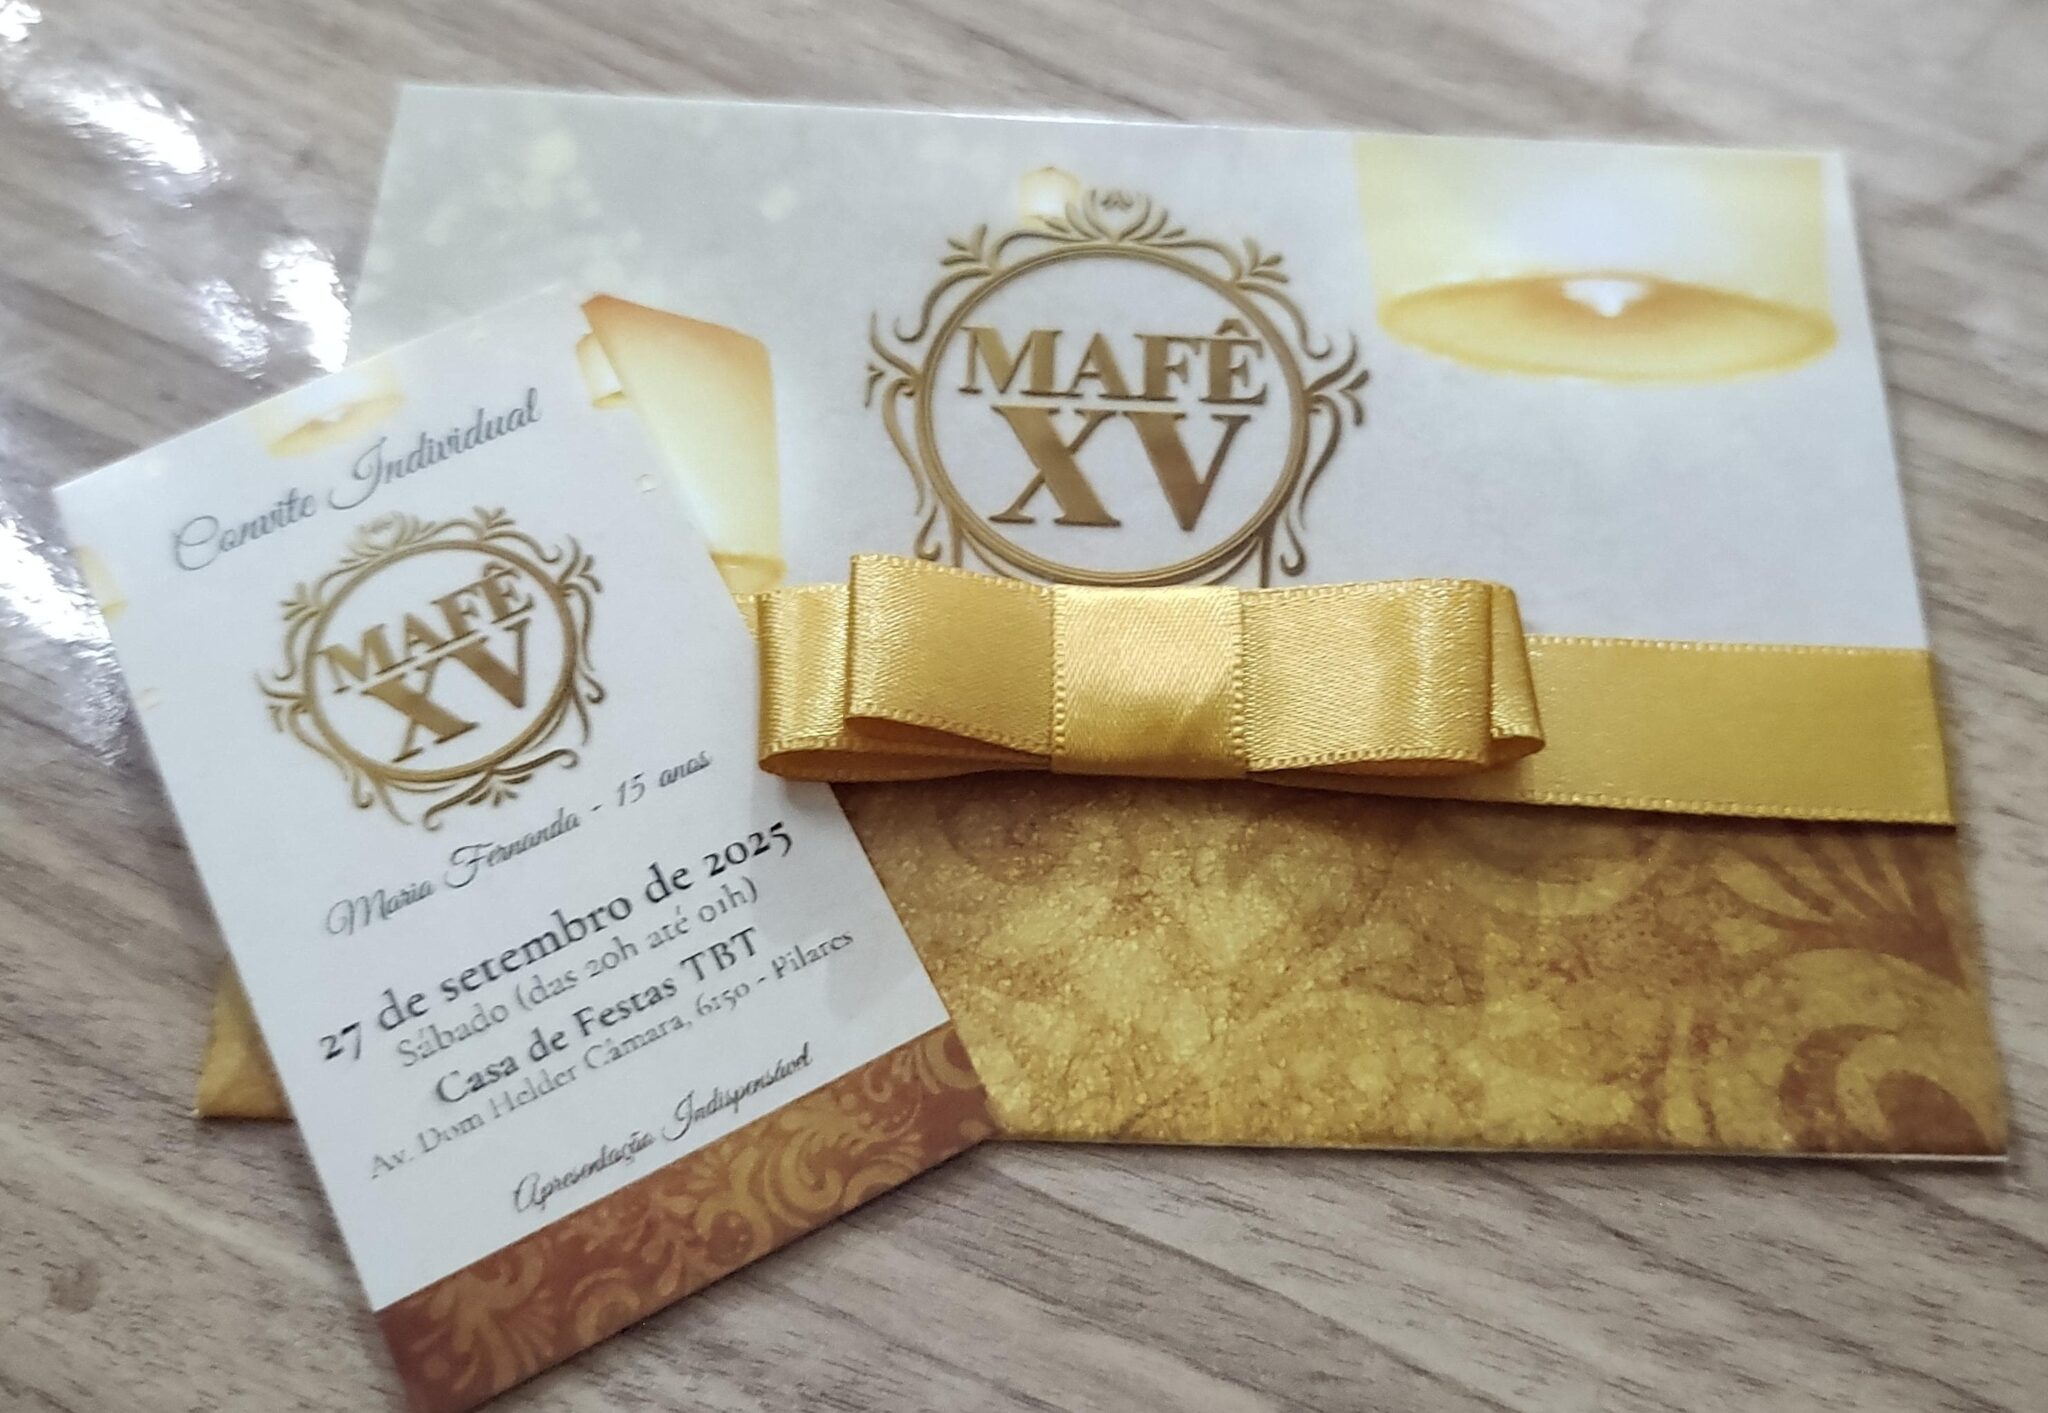 Convite Individual
MAFÊ
XV
Maria Fernanda - 15 anos
27 de setembro de 2025
Sábado (das 20h até 01h)
Casa de Festas TBT
Av. Dom Helder Câmara, 6150 - Pilares
Apresentação Indispensável
MAFÊ
XV